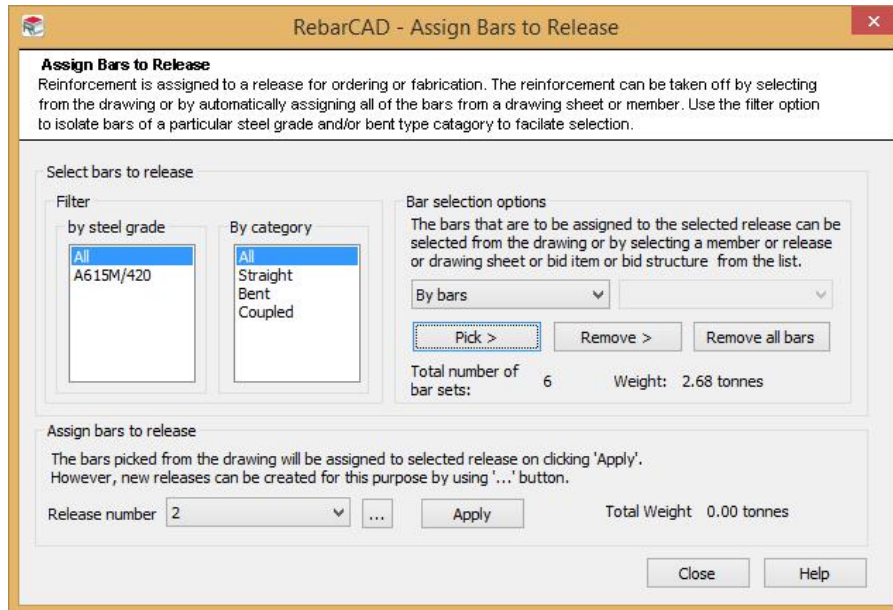 RebarCAD - Assign Bars to Release
x
Assign Bars to Release
Reinforcement is assigned to a release for ordering or fabrication. The reinforcement can be taken off by selecting
from the drawing or by automatically assigning all of the bars from a drawing sheet or member. Use the filter option
to isolate bars of a particular steel grade and/or bent type catagory to facilate selection.
Select bars to release
Filter
by steel grade
All
A615M/420
By category
All
Straight
Bent
Coupled
Bar selection options
The bars that are to be assigned to the selected release can be
selected from the drawing or by selecting a member or release
or drawing sheet or bid item or bid structure from the list.
By bars
Pick > Remove > Remove all bars
Total number of
bar sets: 6 Weight: 2.68 tonnes
Assign bars to release
The bars picked from the drawing will be assigned to selected release on clicking 'Apply'.
However, new releases can be created for this purpose by using '...' button.
Release number 2 ... Apply Total Weight 0.00 tonnes
Close Help